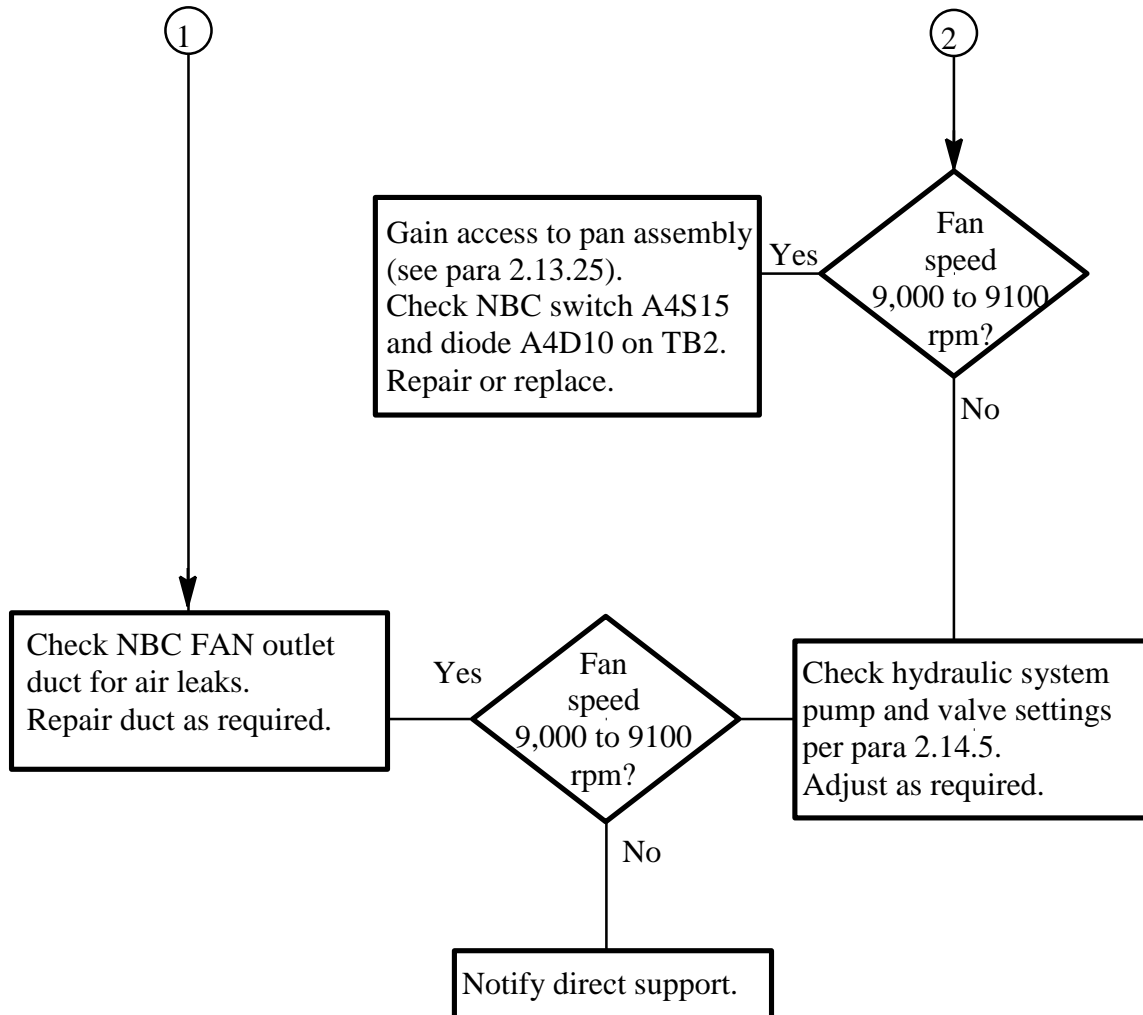 1
2
Gain access to pan assembly
(see para 2.13.25).
Check NBC switch A4S15
and diode A4D10 on TB2.
Repair or replace.
Yes
Fan
speed
9,000 to 9100
rpm?
No
Check NBC FAN outlet
duct for air leaks.
Repair duct as required.
Yes
Fan
speed
9,000 to 9100
rpm?
Check hydraulic system
pump and valve settings
per para 2.14.5.
Adjust as required.
No
Notify direct support.